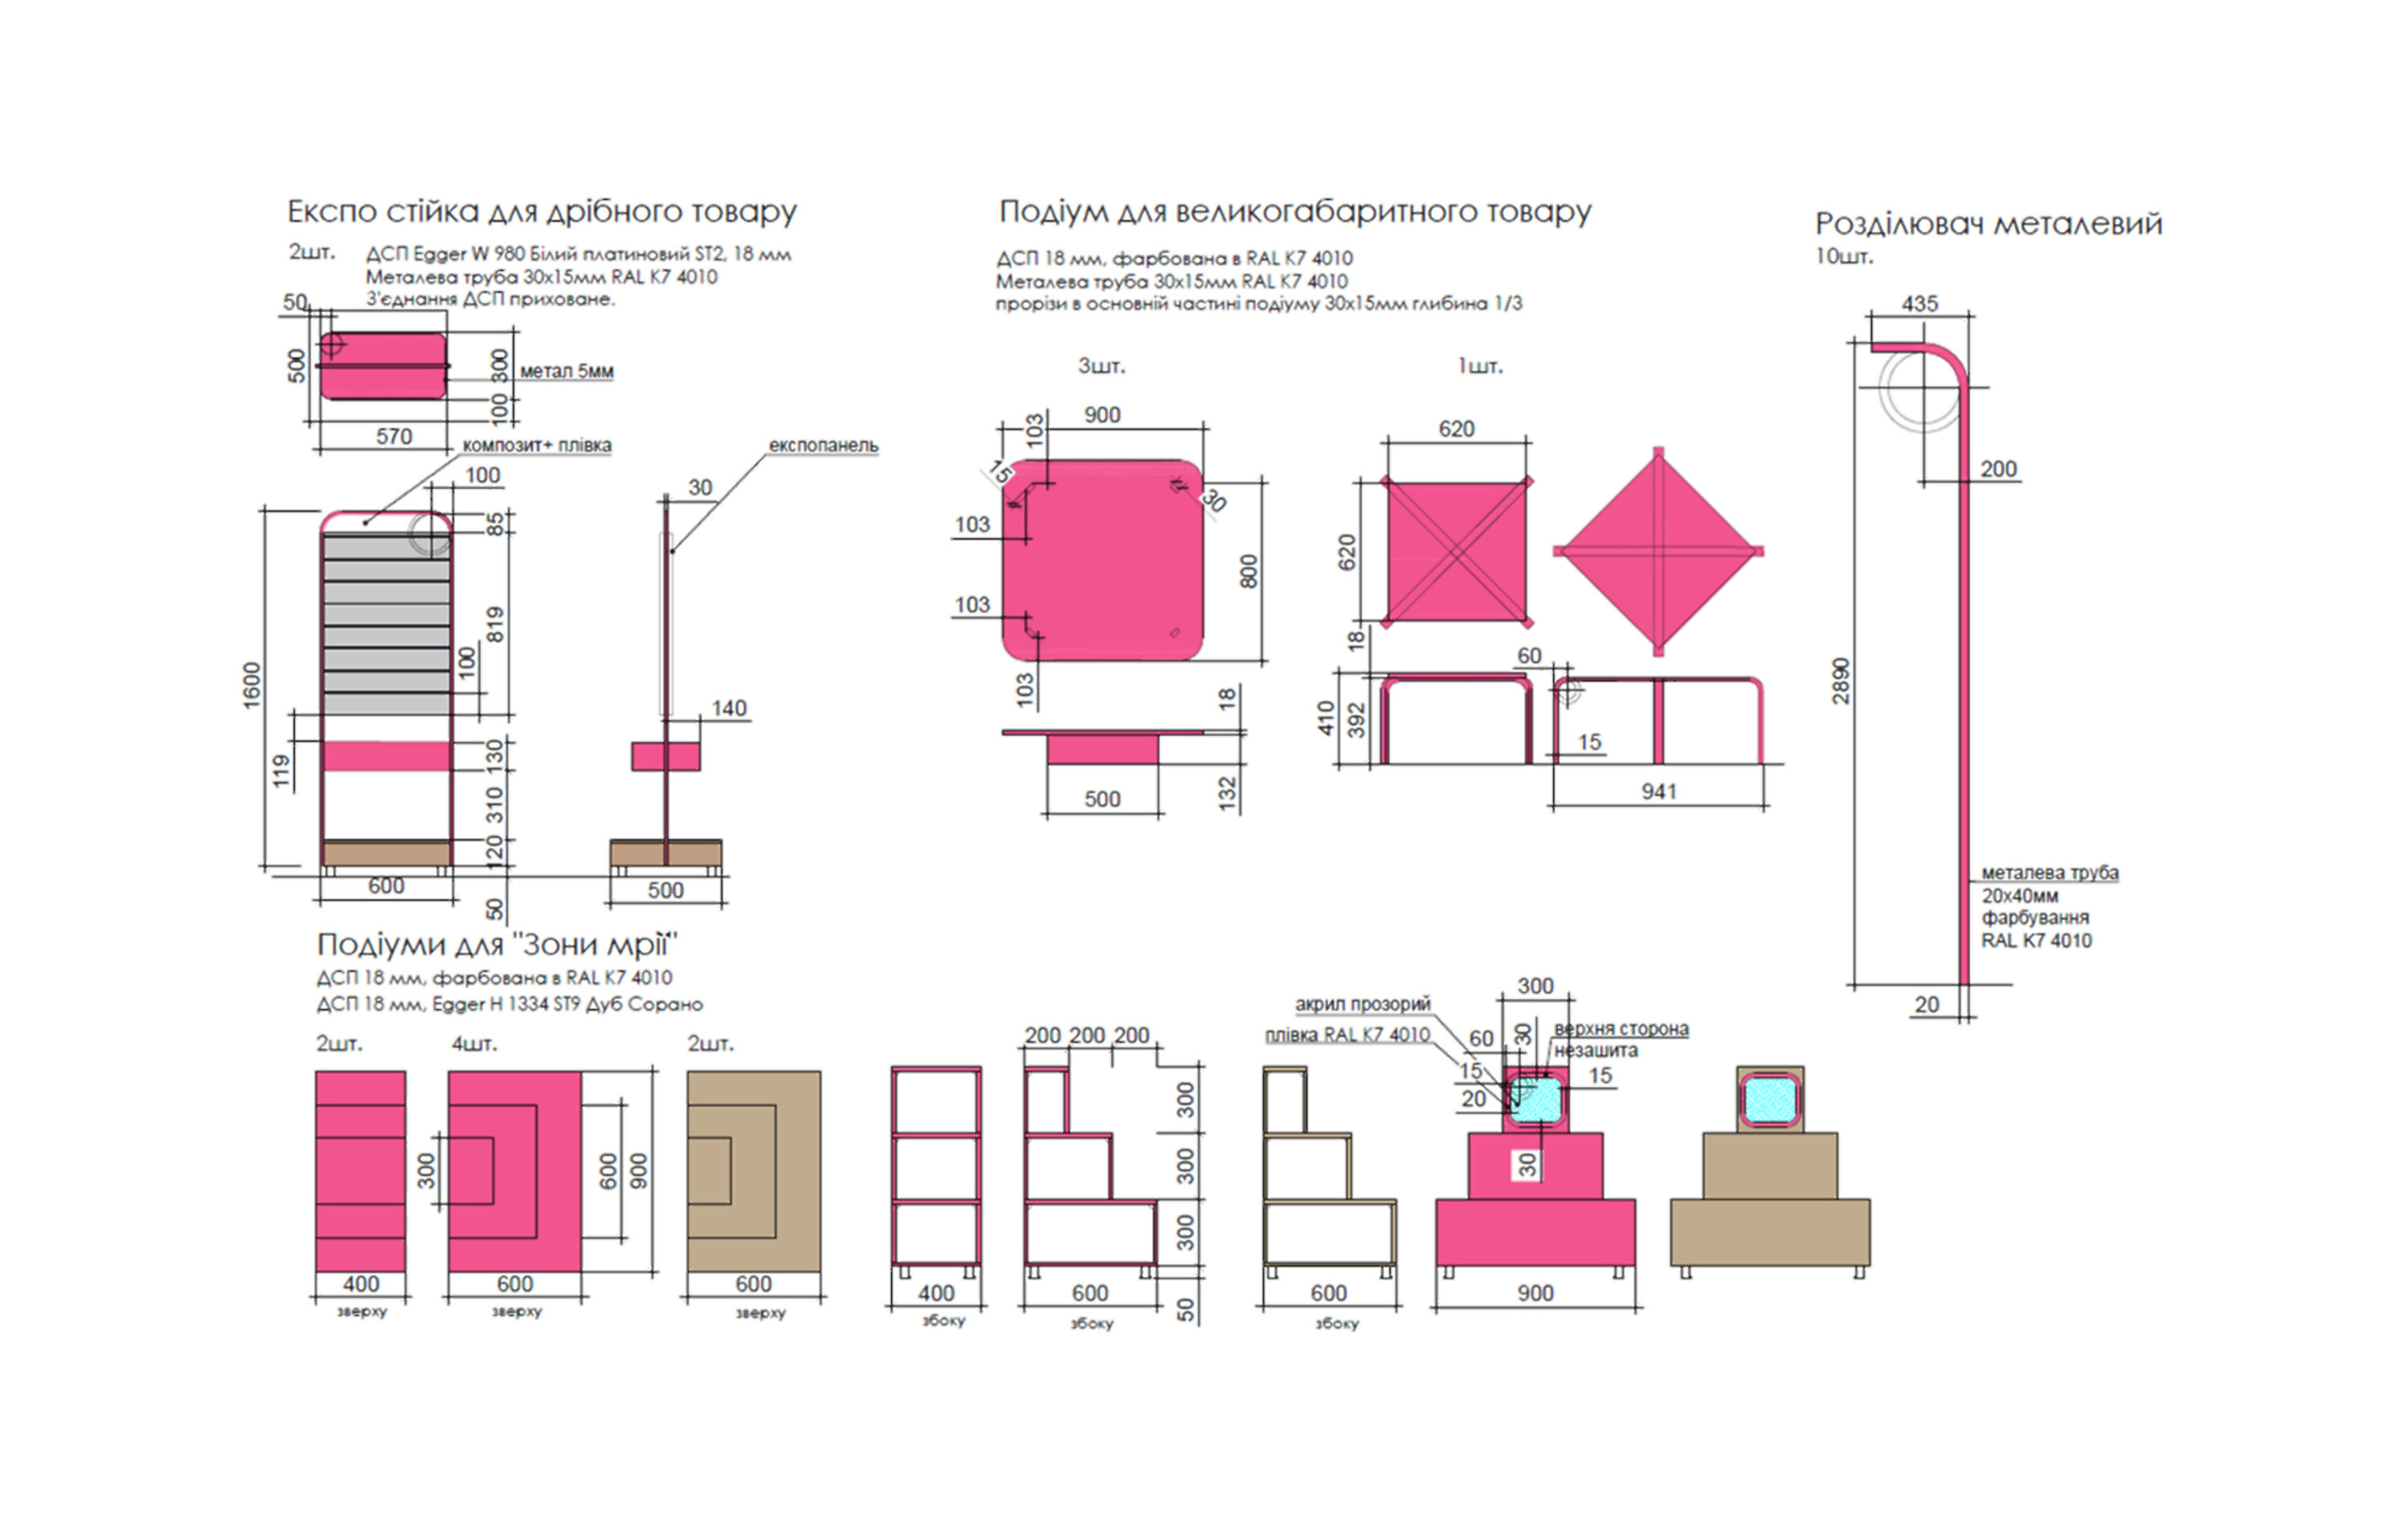 Експо стійка для дрібного товару
2шт.
ДСП Egger W 980 Білий платиновий ST2, 18 мм
Металева труба 30х15мм RAL K7 4010
З'єднання ДСП приховане.
50
500
300
100
метал 5мм
570
композит+ плівка
експопанель
100
30
85
819
100
1600
140
119
130
310
120
600
50
500
Подіум для великогабаритного товару
ДСП 18 мм, фарбована в RAL K7 4010
Металева труба 30х15мм RAL K7 4010
прорізи в основній частині подіуму 30х15мм глибина 1/3
3шт.
1шт.
900
103
15
30
103
800
103
103
18
500
132
620
620
18
60
410
392
15
941
Розділювач металевий
10шт.
435
200
2890
металева труба
20х40мм
фарбування
RAL K7 4010
20
Подіуми для "Зони мрії"
ДСП 18 мм, фарбована в RAL K7 4010
ДСП 18 мм, Egger H 1334 ST9 Дуб Сорано
2шт.
4шт.
2шт.
300
600
900
400
600
600
зверху
зверху
зверху
200 200 200
300
300
300
50
400
600
600
збоку
збоку
збоку
акрил прозорий
плівка RAL K7 4010
300
60
30
верхня сторона
незашита
15
15
20
30
900